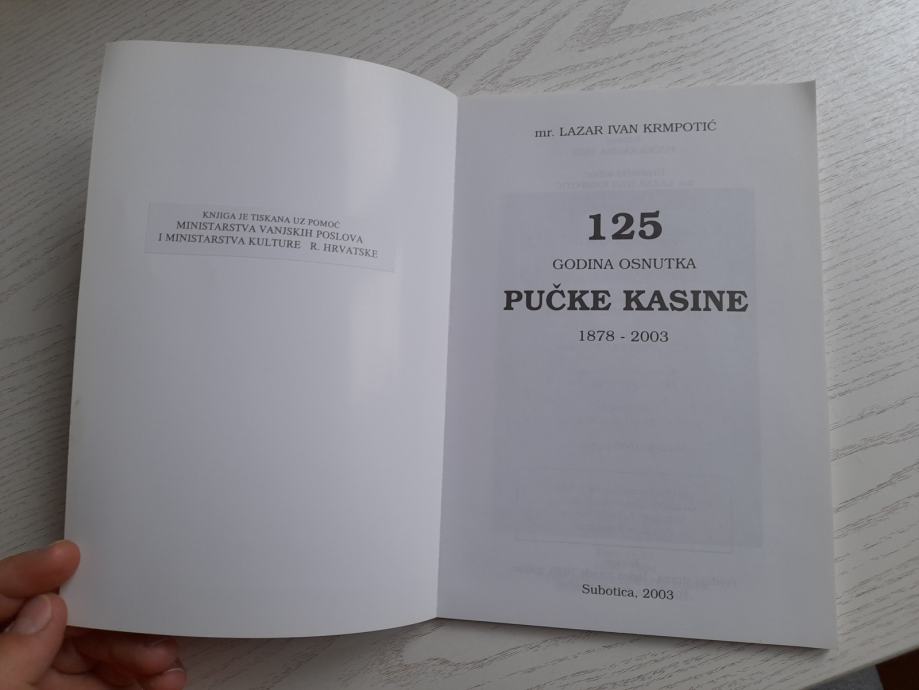 KNJIGA JE TISKANA UZ POMOĆ
MINISTARSTVA VANJSKIH POSLOVA
I MINISTARSTVA KULTURE R. HRVATSKE
mr. LAZAR IVAN KRMPOTIĆ
125
GODINA OSNUTKA
PUČKE KASINE
1878 - 2003
Subotica, 2003